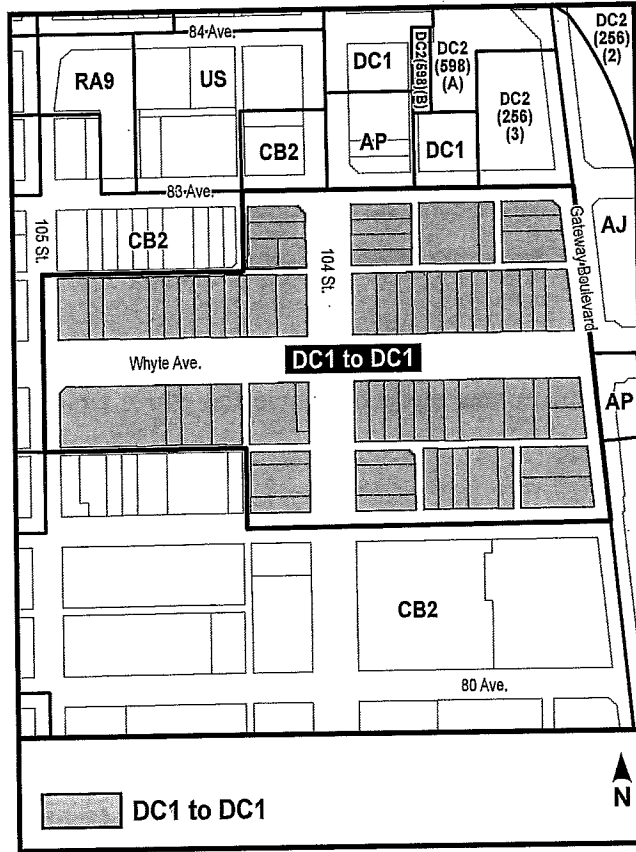 84 Ave.
RA9
US
CB2
DC1
AP
DC2(598)(B)
DC2
(598)
(A)
DC1
DC2
(256)
(3)
DC2
(256)
(2)
83 Ave.
CB2
105 St.
104 St.
Gateway Boulevard
AJ
Whyte Ave.
DC1 to DC1
AP
CB2
80 Ave.
DC1 to DC1
N